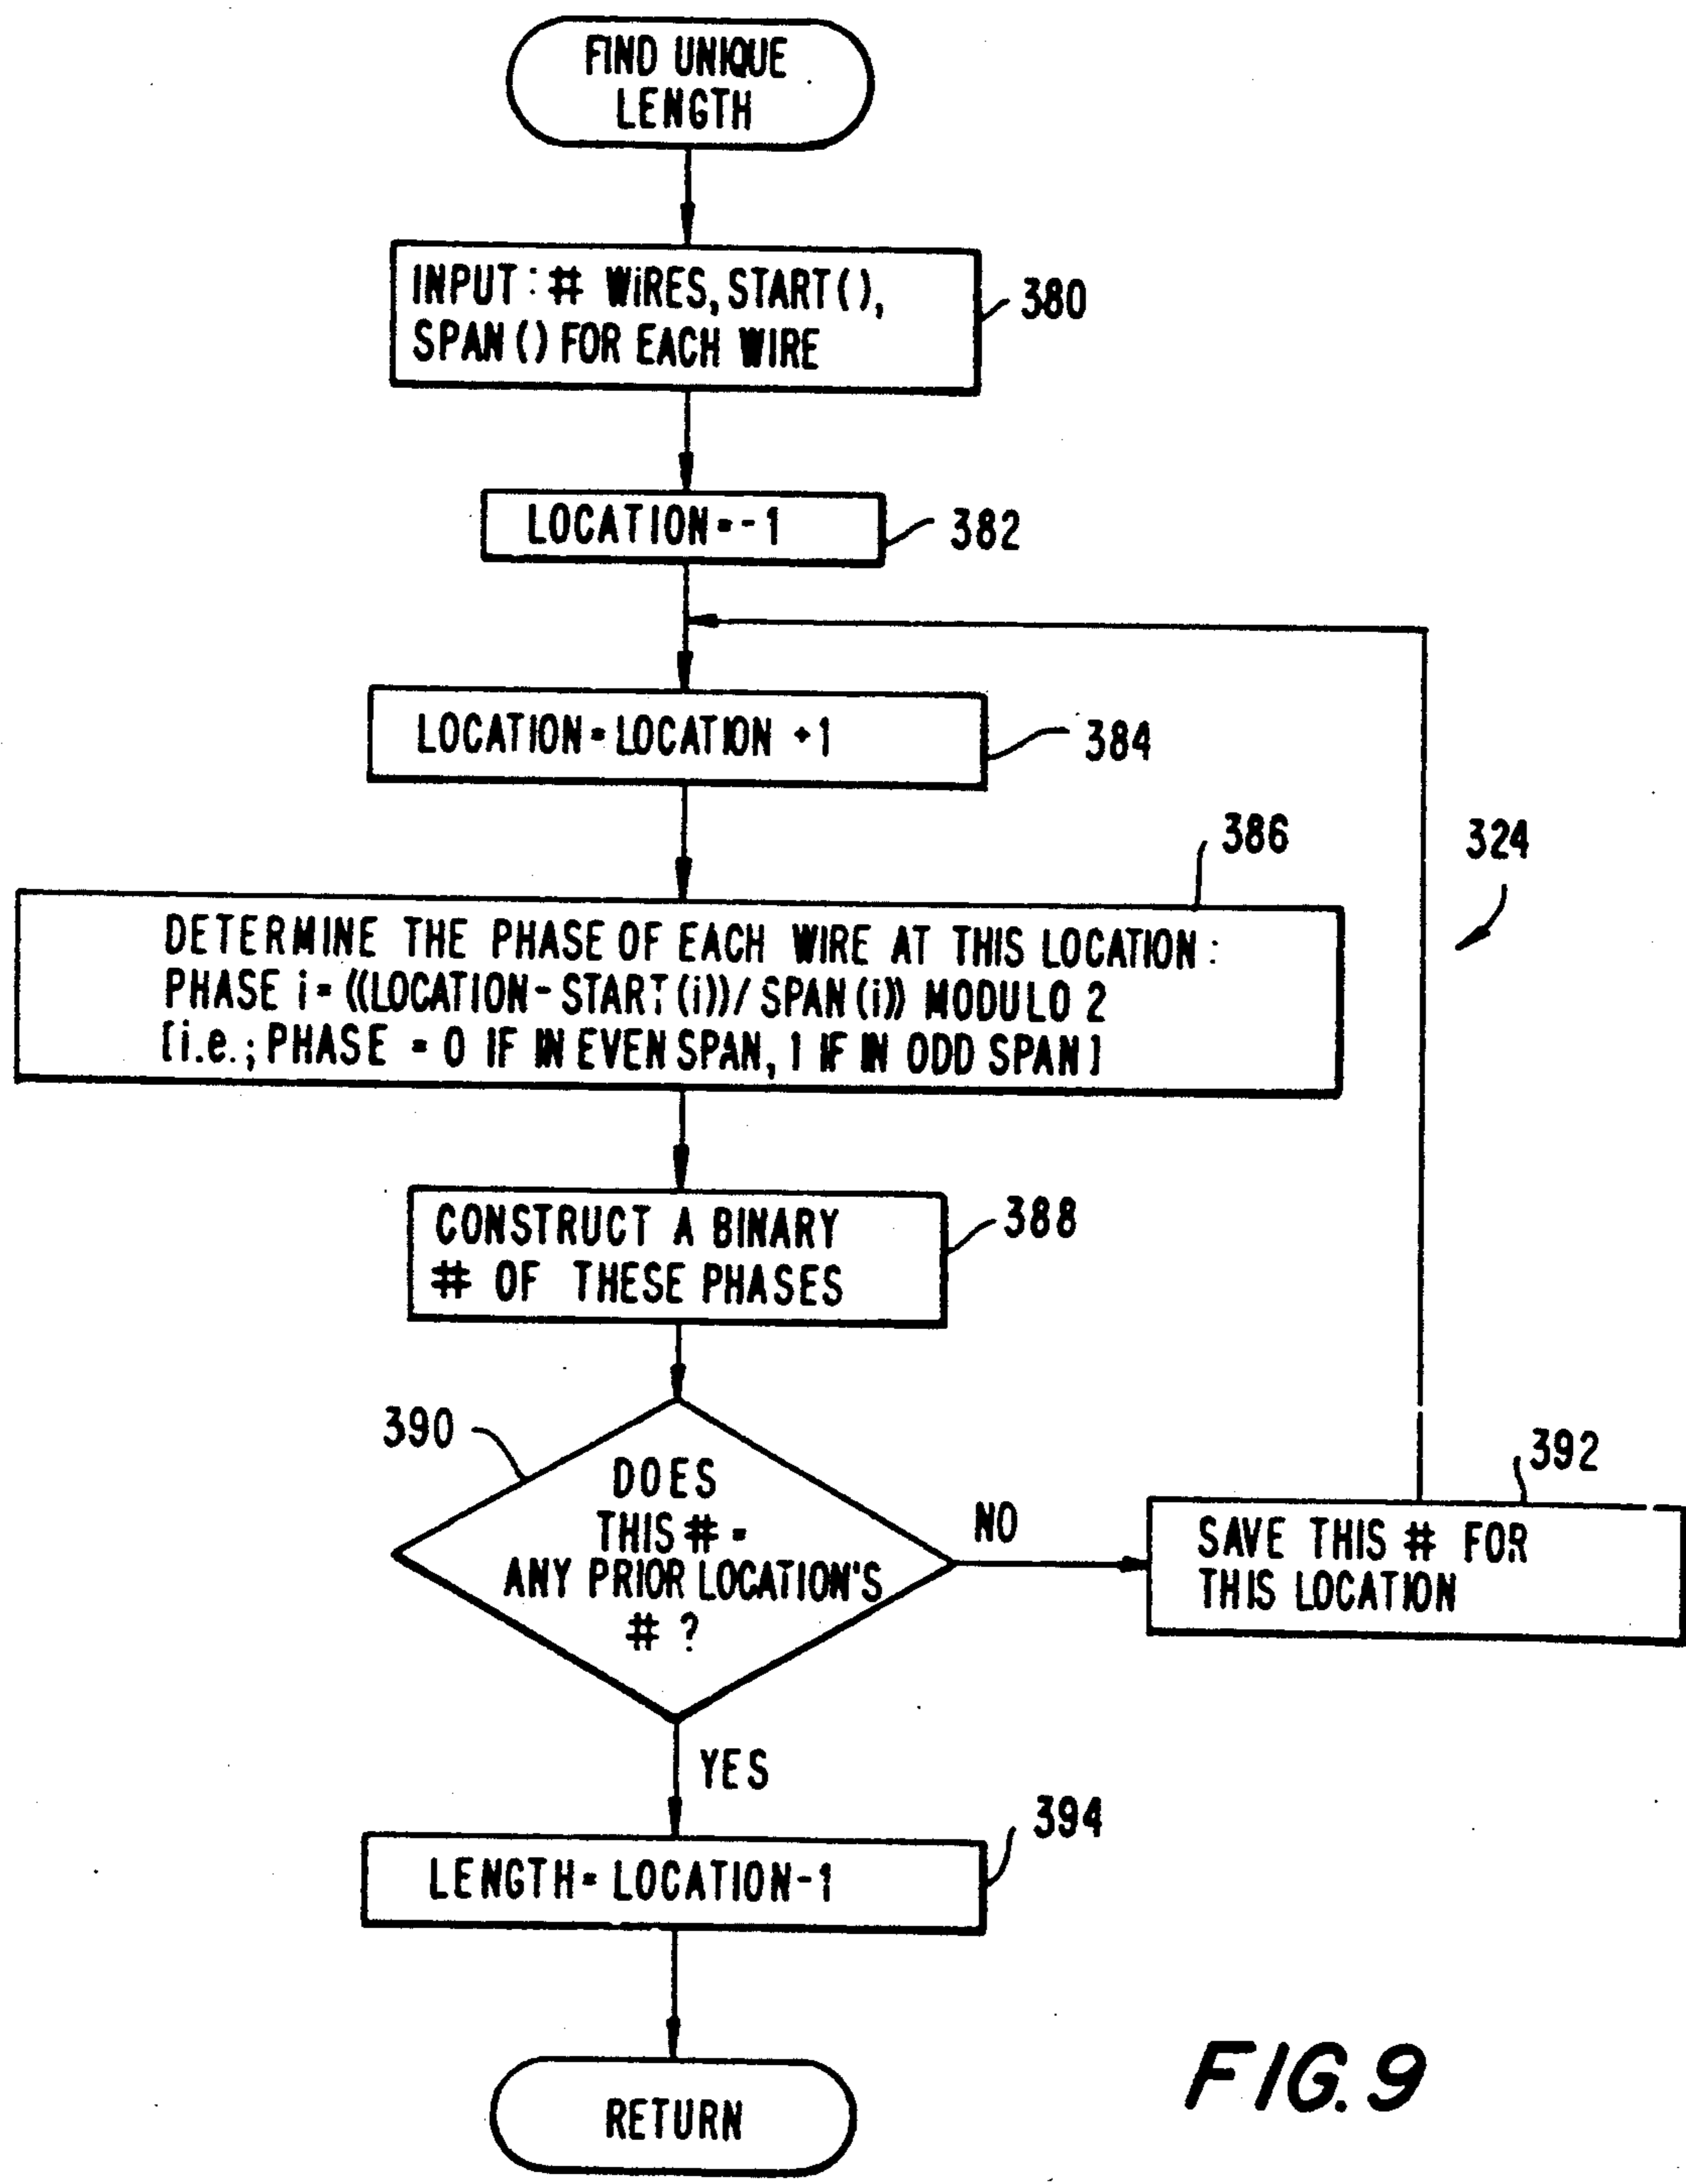 FIND UNIQUE
LENGTH
INPUT : # WiRES, START( ),
SPAN ( ) FOR EACH WIRE
380
LOCATION = - 1
382
LOCATION = LOCATION + 1
384
386
324
DETERMINE THE PHASE OF EACH WIRE AT THIS LOCATION :
PHASE i = ((LOCATION - START (i)) / SPAN (i)) MODULO 2
[i.e.; PHASE = 0 IF IN EVEN SPAN, 1 IF IN ODD SPAN]
CONSTRUCT A BINARY
# OF THESE PHASES
388
390
DOES
THIS # =
ANY PRIOR LOCATION'S
# ?
NO
392
SAVE THIS # FOR
THIS LOCATION
YES
394
LENGTH = LOCATION - 1
RETURN
FIG. 9